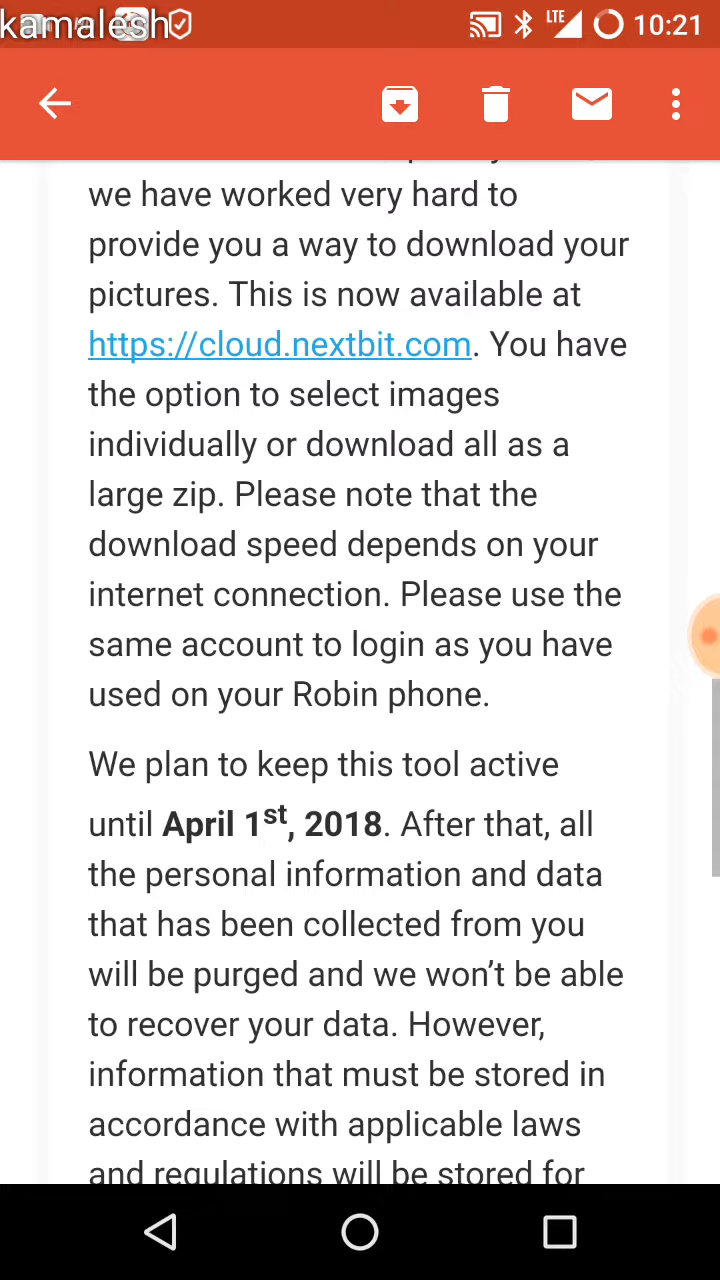 kamalesh
LTE 10:21
we have worked very hard to
provide you a way to download your
pictures. This is now available at
https://cloud.nextbit.com. You have
the option to select images
individually or download all as a
large zip. Please note that the
download speed depends on your
internet connection. Please use the
same account to login as you have
used on your Robin phone.
We plan to keep this tool active
until April 1st, 2018. After that, all
the personal information and data
that has been collected from you
will be purged and we won’t be able
to recover your data. However,
information that must be stored in
accordance with applicable laws
and regulations will be stored for